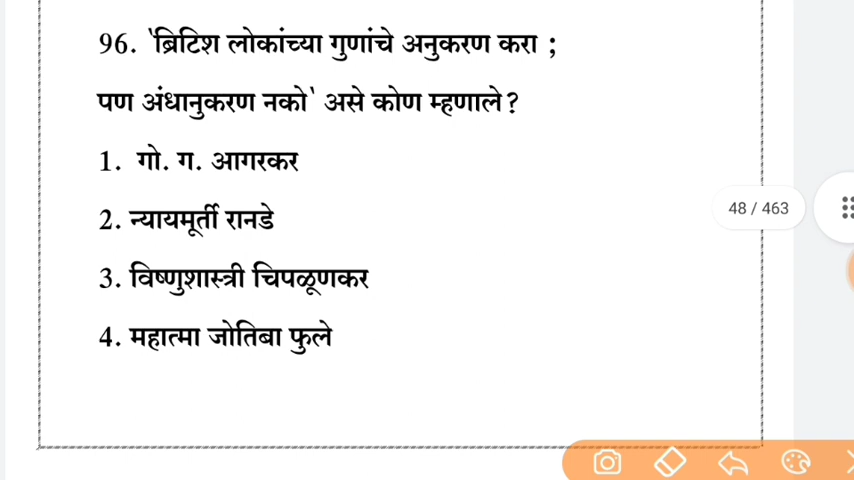 96. 'ब्रिटिश लोकांच्या गुणांचे अनुकरण करा ;
पण अंधानुकरण नको' असे कोण म्हणाले?
1. गो. ग. आगरकर
2. न्यायमूर्ती रानडे
48 / 463
3. विष्णुशास्त्री चिपळूणकर
4. महात्मा जोतिबा फुले